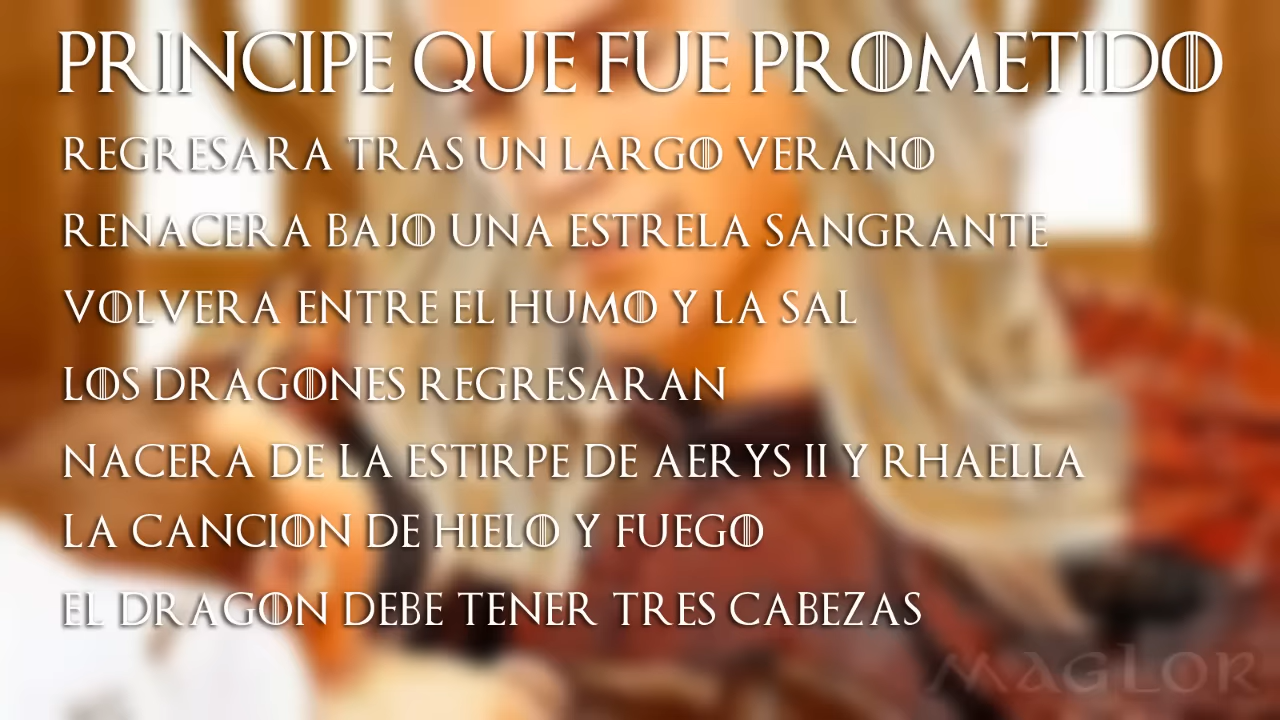 PRINCIPE QUE FUE PROMETIDO
REGRESARA TRAS UN LARGO VERANO
RENACERA BAJO UNA ESTRELA SANGRANTE
VOLVERA ENTRE EL HUMO Y LA SAL
LOS DRAGONES REGRESARAN
NACERA DE LA ESTIRPE DE AERYS II Y RHAELLA
LA CANCION DE HIELO Y FUEGO
EL DRAGON DEBE TENER TRES CABEZAS
MAGLOR